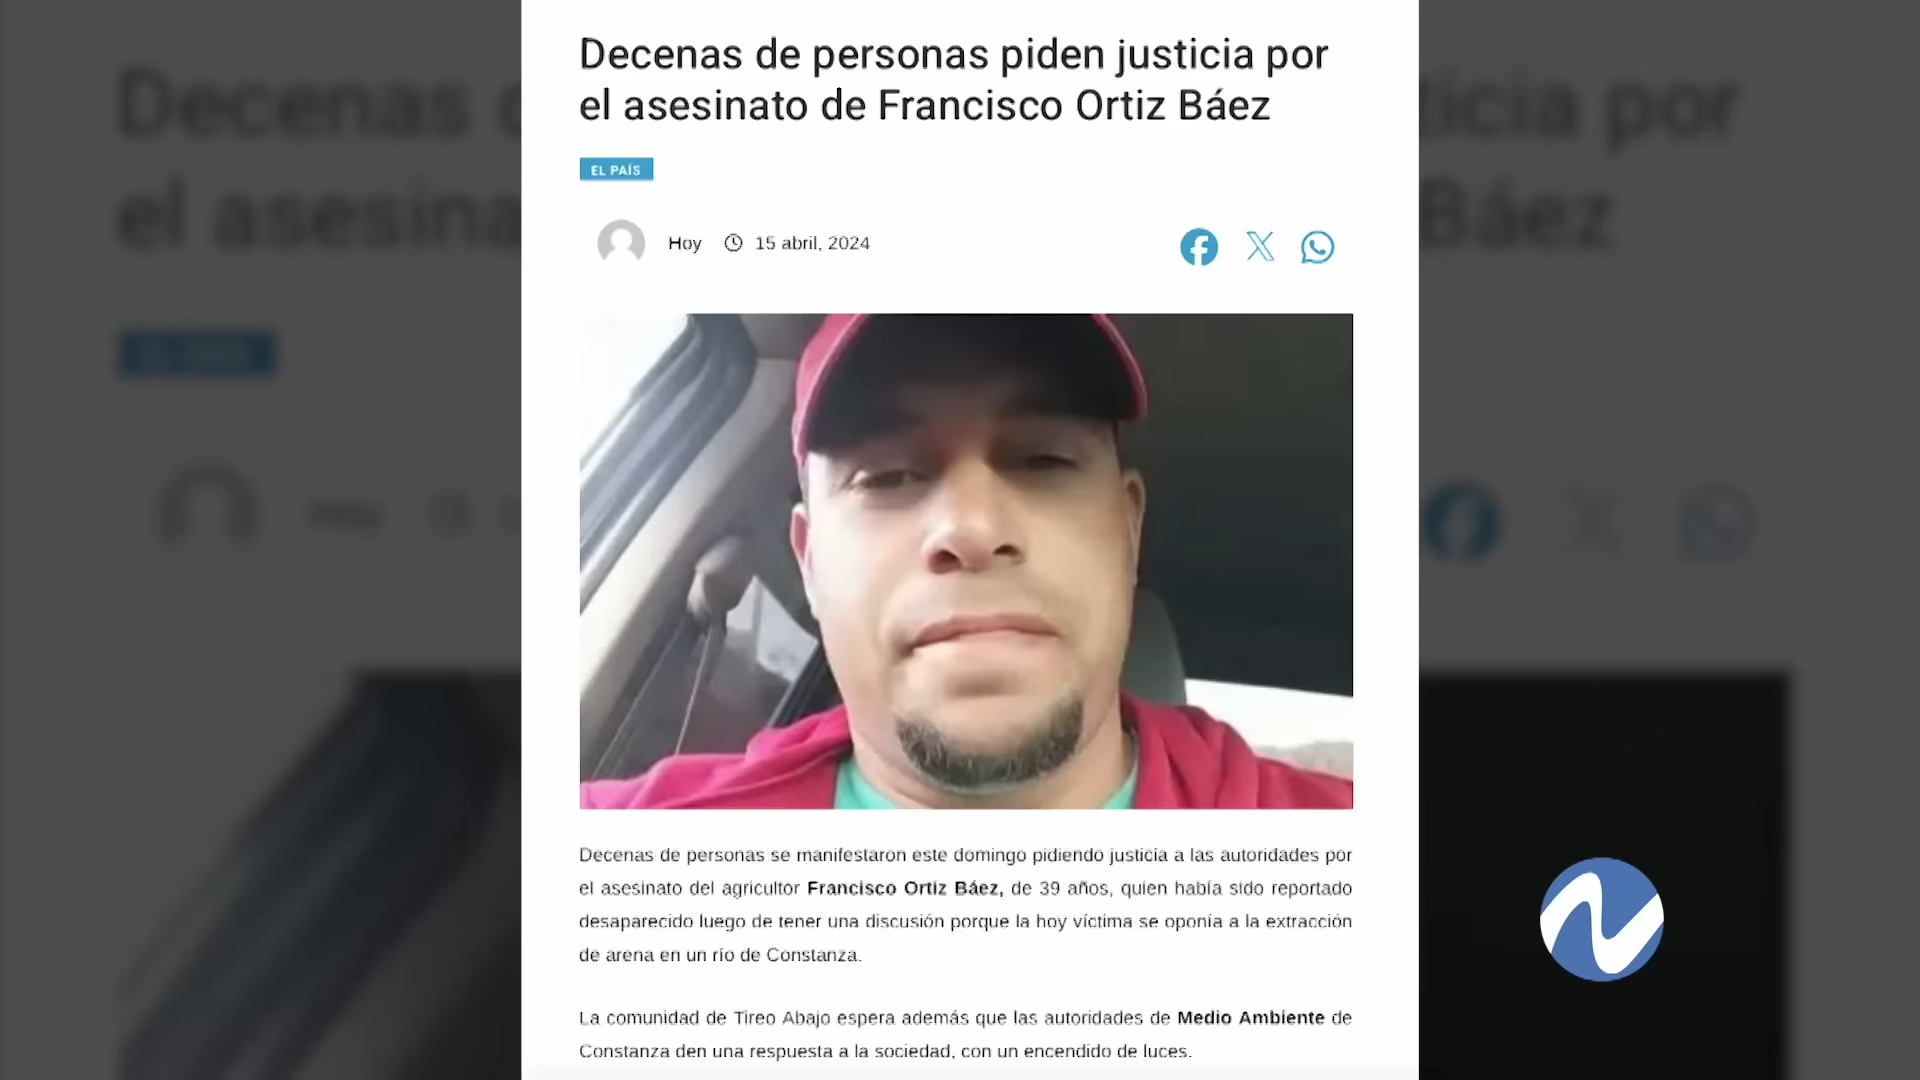 Decenas de personas piden justicia por
el asesinato de Francisco Ortiz Báez
EL PAÍS
Hoy 15 abril, 2024
Decenas de personas se manifestaron este domingo pidiendo justicia a las autoridades por
el asesinato del agricultor Francisco Ortiz Báez, de 39 años, quien había sido reportado
desaparecido luego de tener una discusión porque la hoy víctima se oponía a la extracción
de arena en un río de Constanza.
La comunidad de Tireo Abajo espera además que las autoridades de Medio Ambiente de
Constanza den una respuesta a la sociedad, con un encendido de luces.